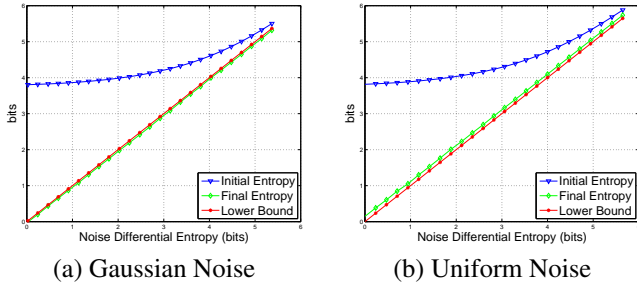 6
5
4
3
2
1
0
bits
0 1 2 3 4 5 6
Noise Differential Entropy (bits)
Initial Entropy
Final Entropy
Lower Bound
(a) Gaussian Noise
6
5
4
3
2
1
0
bits
0 1 2 3 4 5
Noise Differential Entropy (bits)
Initial Entropy
Final Entropy
Lower Bound
(b) Uniform Noise